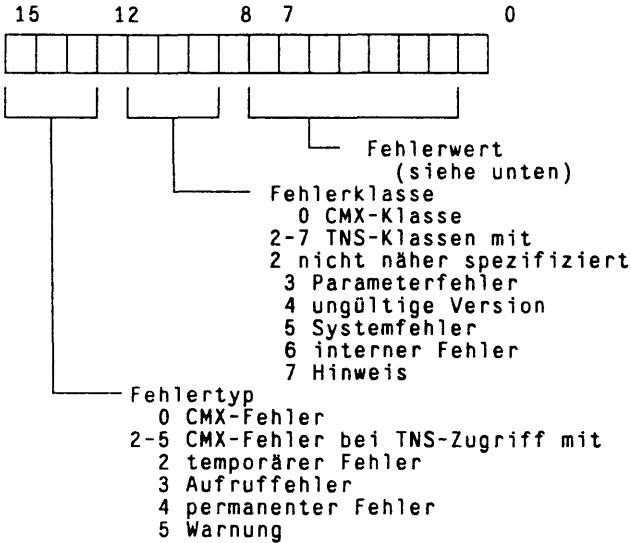 15 12 8 7 0
Fehlerwert
(siehe unten)
Fehlerklasse
0 CMX-Klasse
2-7 TNS-Klassen mit
2 nicht näher spezifiziert
3 Parameterfehler
4 ungültige Version
5 Systemfehler
6 interner Fehler
7 Hinweis
Fehlertyp
0 CMX-Fehler
2-5 CMX-Fehler bei TNS-Zugriff mit
2 temporärer Fehler
3 Aufruffehler
4 permanenter Fehler
5 Warnung